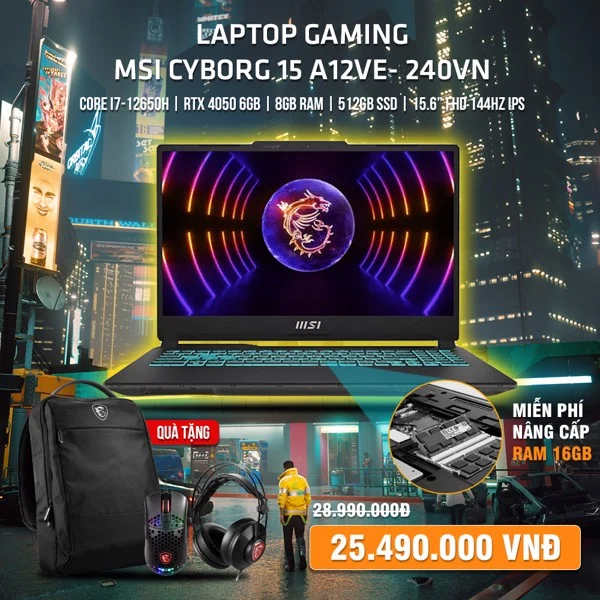 LAPTOP GAMING
MSI CYBORG 15 A12VE- 240VN
CORE I7-12650H | RTX 4050 6GB | 8GB RAM | 512GB SSD | 15.6" FHD 144HZ IPS
FOURTH WALL
msi
QUÀ TẶNG
MIỄN PHÍ
NÂNG CẤP
RAM 16GB
28.990.000Đ
25.490.000 VNĐ